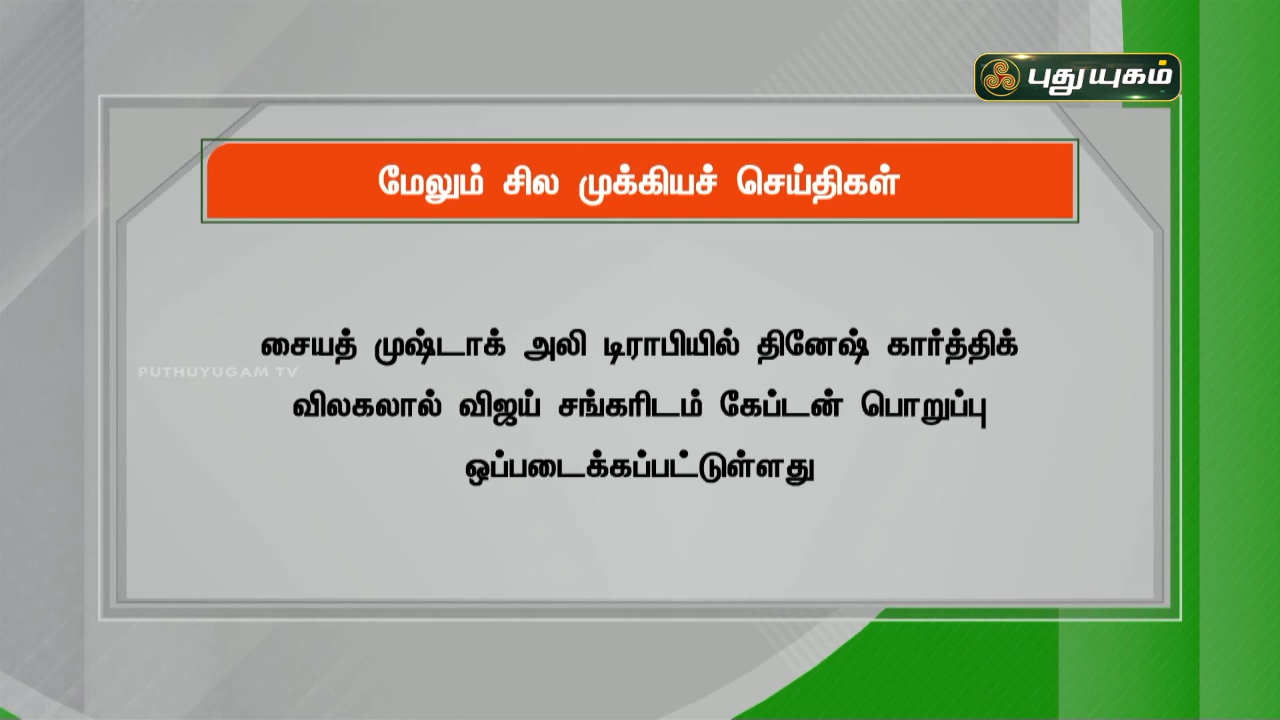 புதுயுகம்
மேலும் சில முக்கியச் செய்திகள்
சையத் முஷ்டாக் அலி டிராபியில் தினேஷ் கார்த்திக்
PUTHUYUGAM TV
விலகலால் விஜய் சங்கரிடம் கேப்டன் பொறுப்பு
ஒப்படைக்கப்பட்டுள்ளது